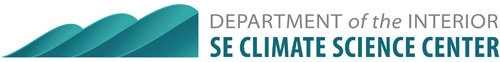 DEPARTMENT of the INTERIOR
SE CLIMATE SCIENCE CENTER